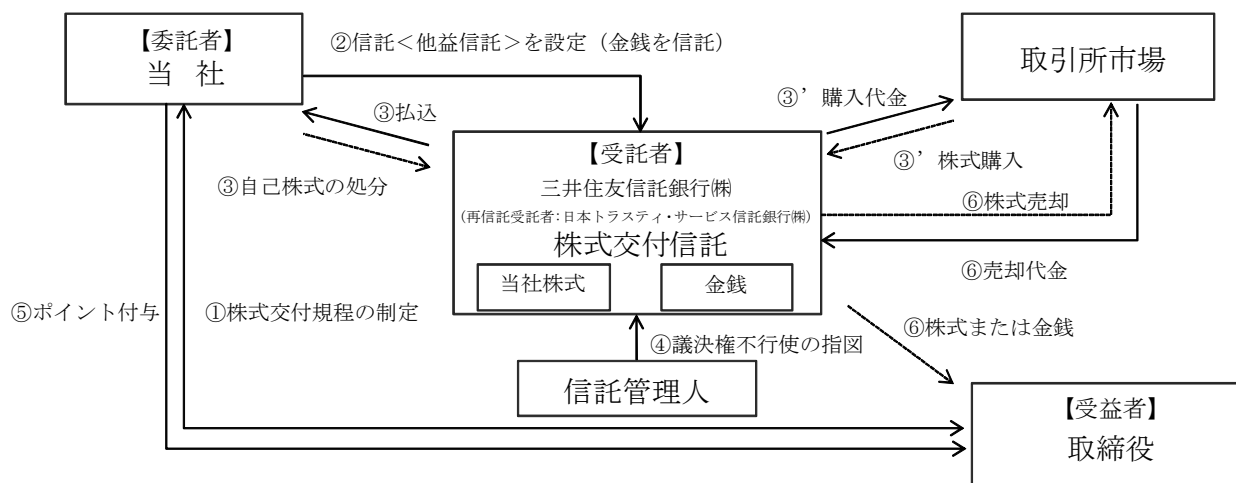 【委託者】
当 社
②信託<他益信託>を設定（金銭を信託）
取引所市場
③払込
③’購入代金
③自己株式の処分
【受託者】
三井住友信託銀行㈱
(再信託受託者:日本トラスティ・サービス信託銀行㈱)
株式交付信託
当社株式
金銭
③’株式購入
⑥株式売却
⑥売却代金
⑤ポイント付与
①株式交付規程の制定
⑥株式または金銭
④議決権不行使の指図
信託管理人
【受益者】
取締役